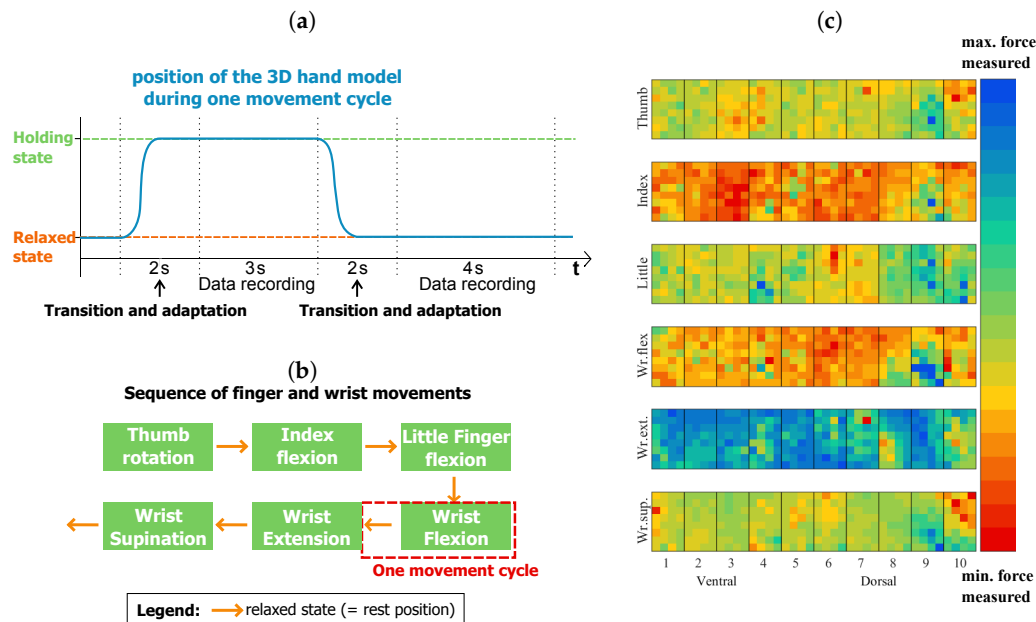 (a)
position of the 3D hand model
during one movement cycle
Holding
state
Relaxed
state
2s
3s
2s
4s
t
Data recording
Data recording
Transition and adaptation
Transition and adaptation
(b)
Sequence of finger and wrist movements
Thumb
rotation
Index
flexion
Little Finger
flexion
Wrist
Supination
Wrist
Extension
Wrist
Flexion
One movement cycle
Legend:
relaxed state (= rest position)
(c)
max. force
measured
Thumb
Index
Little
Wr.flex
Wr.ext.
Wr.sup.
1 2 3 4 5 6 7 8 9 10
Ventral
Dorsal
min. force
measured